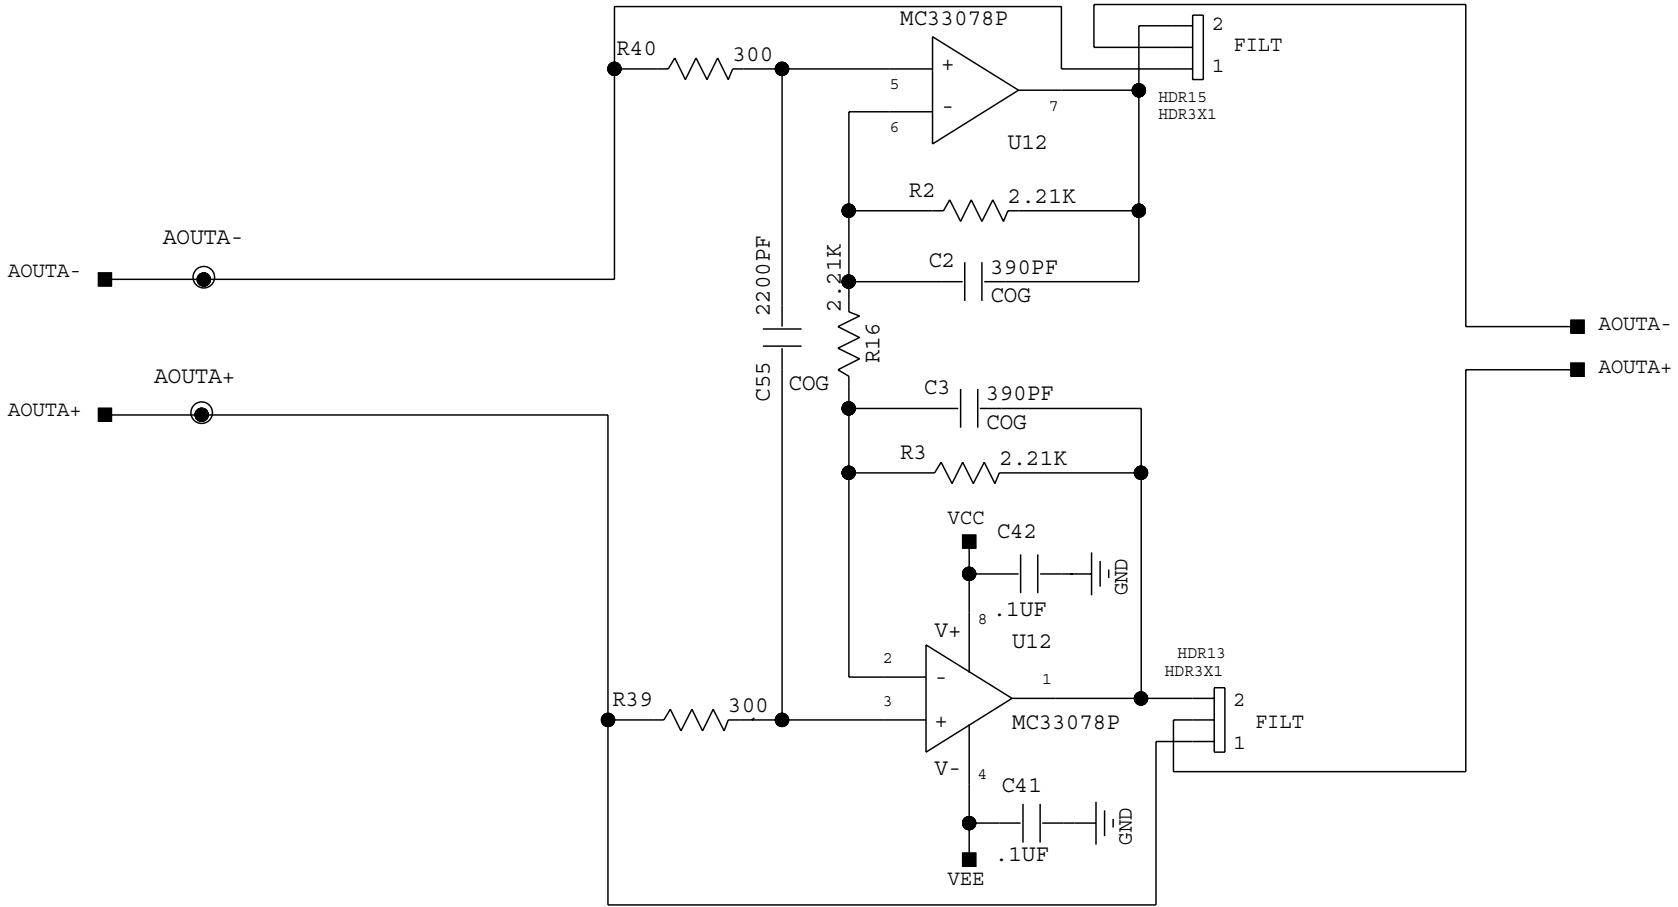 MC33078P
R40
300
2
FILT
1
+
5
-
6
7
HDR15
HDR3X1
U12
R2
2.21K
AOUTA-
AOUTA-
2200PF
2.21K
C2
390PF
COG
R16
AOUTA-
AOUTA+
AOUTA+
AOUTA+
C55
COG
C3
390PF
COG
R3
2.21K
VCC
C42
GND
.1UF
8
V+
U12
HDR13
HDR3X1
2
1
-
3
R39
300
+
MC33078P
2
FILT
1
V-
4
C41
GND
.1UF
VEE